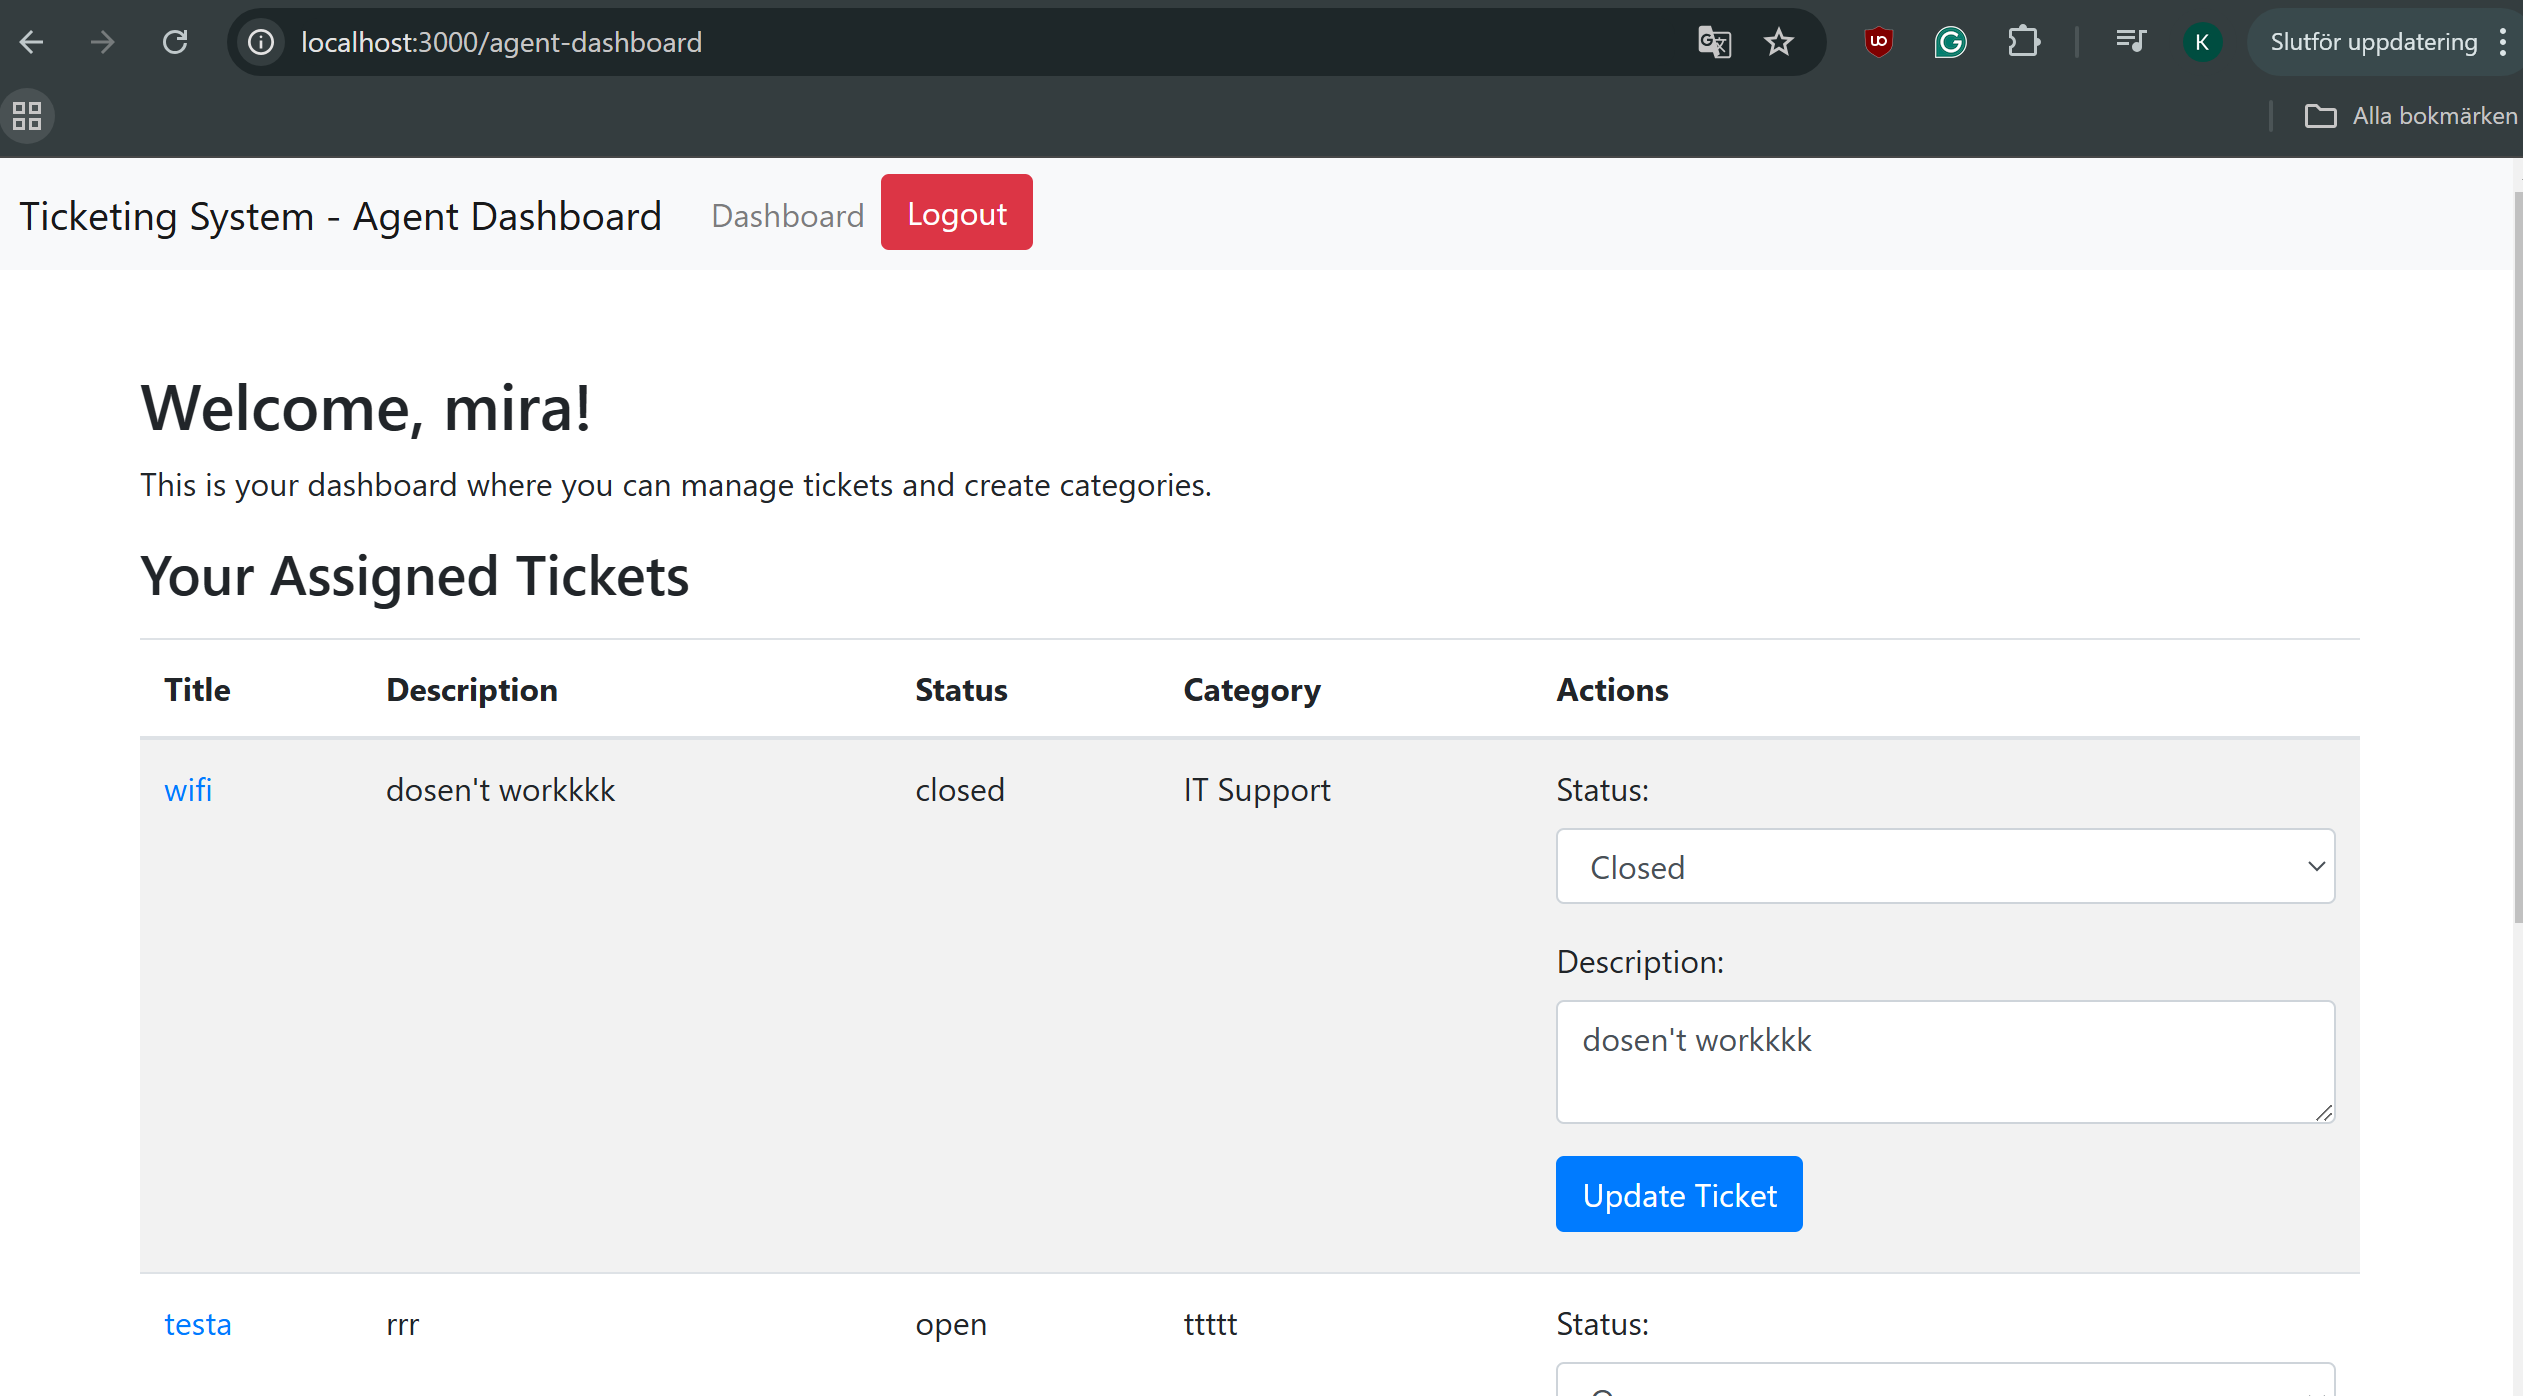 localhost:3000/agent-dashboard
K
Slutför uppdatering
Alla bokmärken
Ticketing System - Agent Dashboard
Dashboard
Logout
Welcome, mira!
This is your dashboard where you can manage tickets and create categories.
Your Assigned Tickets
Title Description Status Category Actions
wifi dosen't workkkk closed IT Support Status:
Closed
Description:
dosen't workkkk
Update Ticket
testa rrr open ttttt Status: